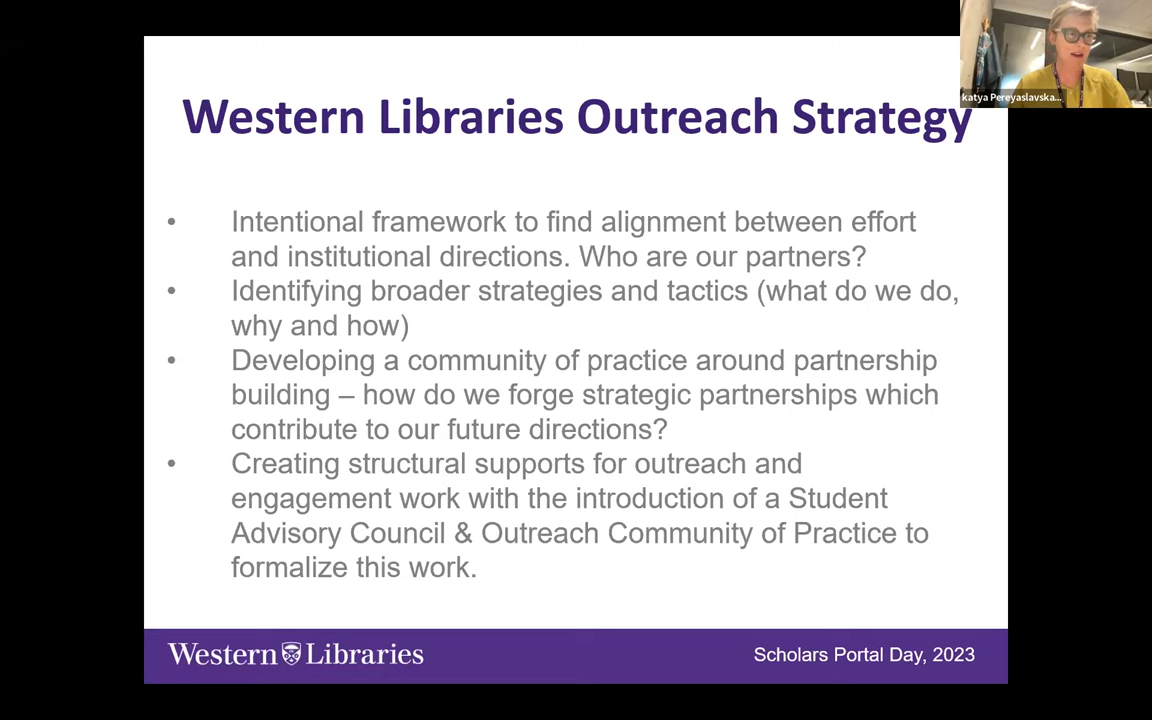 Western Libraries Outreach Strategy
katya Pereyaslavska...
• Intentional framework to find alignment between effort
and institutional directions. Who are our partners?
• Identifying broader strategies and tactics (what do we do,
why and how)
• Developing a community of practice around partnership
building – how do we forge strategic partnerships which
contribute to our future directions?
• Creating structural supports for outreach and
engagement work with the introduction of a Student
Advisory Council & Outreach Community of Practice to
formalize this work.
Western Libraries
Scholars Portal Day, 2023